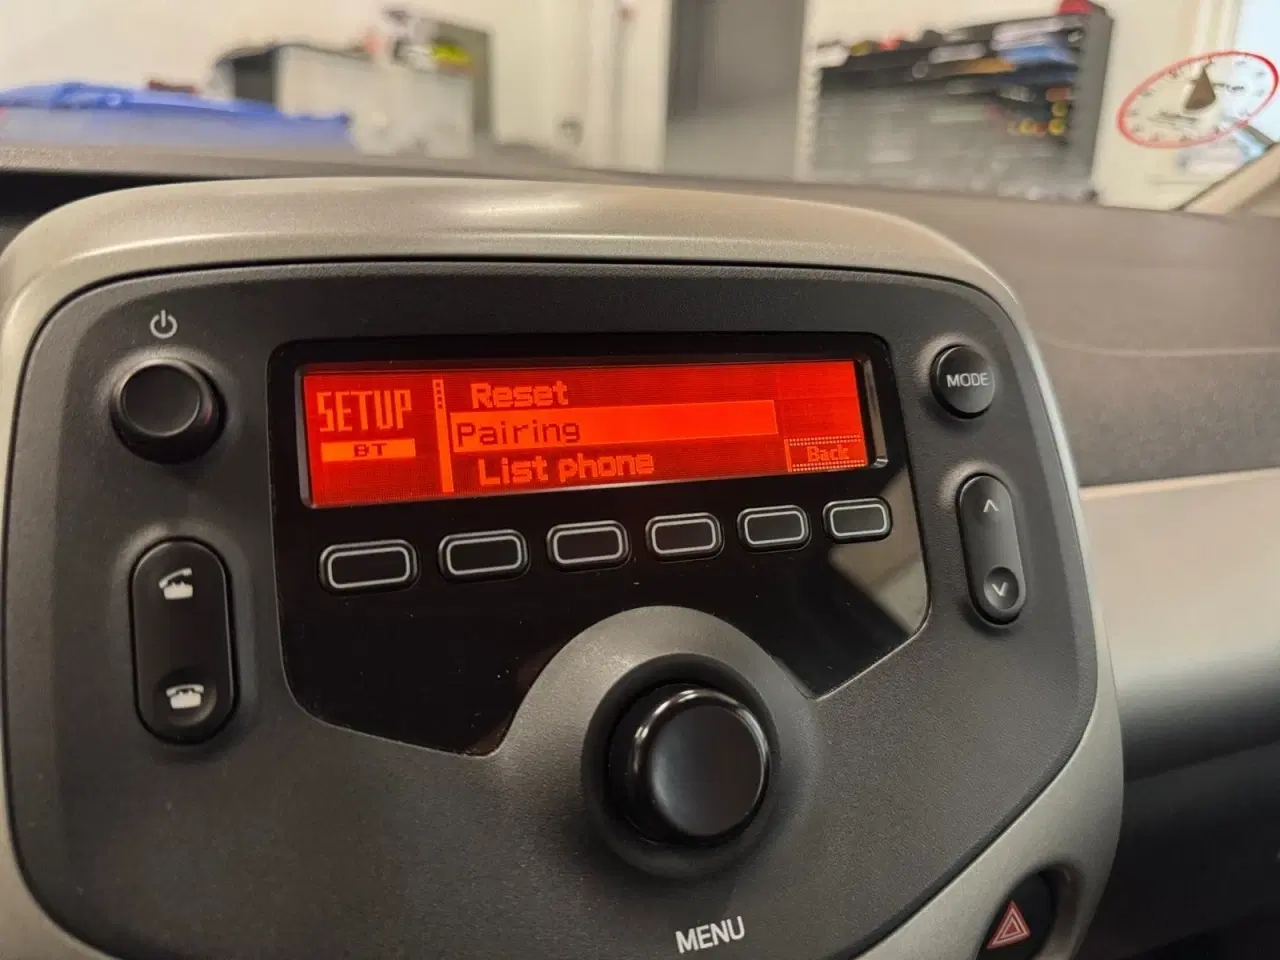 SETUP
BT
Reset
Pairing
List phone
Back
MODE
MENU